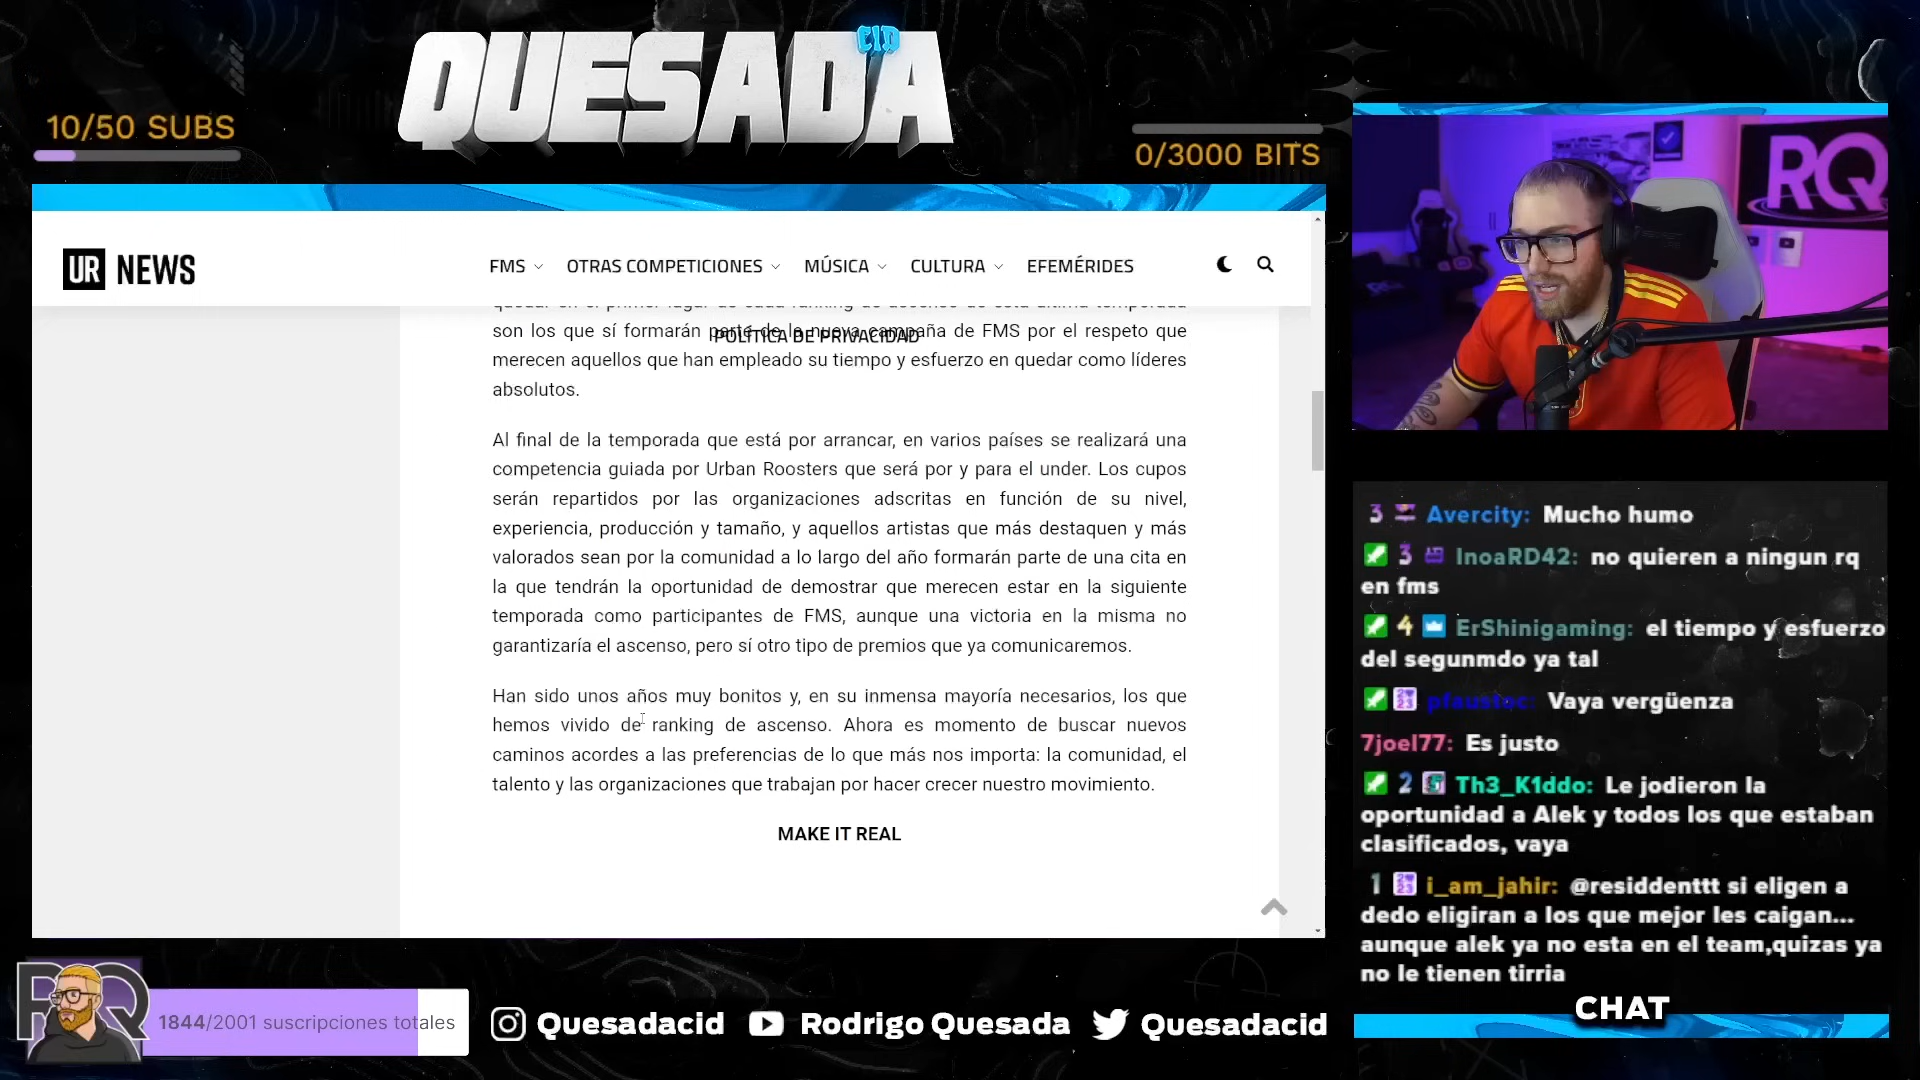 QUESADA
CID
10/50 SUBS
0/3000 BITS
UR NEWS
FMS
OTRAS COMPETICIONES
MÚSICA
CULTURA
EFEMÉRIDES
POLÍTICA DE PRIVACIDAD
son los que sí formarán parte de la nueva campaña de FMS por el respeto que
merecen aquellos que han empleado su tiempo y esfuerzo en quedar como líderes
absolutos.
Al final de la temporada que está por arrancar, en varios países se realizará una
competencia guiada por Urban Roosters que será por y para el under. Los cupos
serán repartidos por las organizaciones adscritas en función de su nivel,
experiencia, producción y tamaño, y aquellos artistas que más destaquen y más
valorados sean por la comunidad a lo largo del año formarán parte de una cita en
la que tendrán la oportunidad de demostrar que merecen estar en la siguiente
temporada como participantes de FMS, aunque una victoria en la misma no
garantizaría el ascenso, pero sí otro tipo de premios que ya comunicaremos.
Han sido unos años muy bonitos y, en su inmensa mayoría necesarios, los que
hemos vivido de ranking de ascenso. Ahora es momento de buscar nuevos
caminos acordes a las preferencias de lo que más nos importa: la comunidad, el
talento y las organizaciones que trabajan por hacer crecer nuestro movimiento.
MAKE IT REAL
RQ
3 Avercity: Mucho humo
3 InoaRD42: no quieren a ningun rq
en fms
4 ErShinigaming: el tiempo y esfuerzo
del segunmdo ya tal
pfaustoc: Vaya vergüenza
7joel77: Es justo
2 Th3_K1ddo: Le jodieron la
oportunidad a Alek y todos los que estaban
clasificados, vaya
1 i_am_jahir: @residdenttt si eligen a
dedo eligiran a los que mejor les caigan...
aunque alek ya no esta en el team,quizas ya
no le tienen tirria
CHAT
RQ
1844/2001 suscripciones totales
Quesadacid
Rodrigo Quesada
Quesadacid